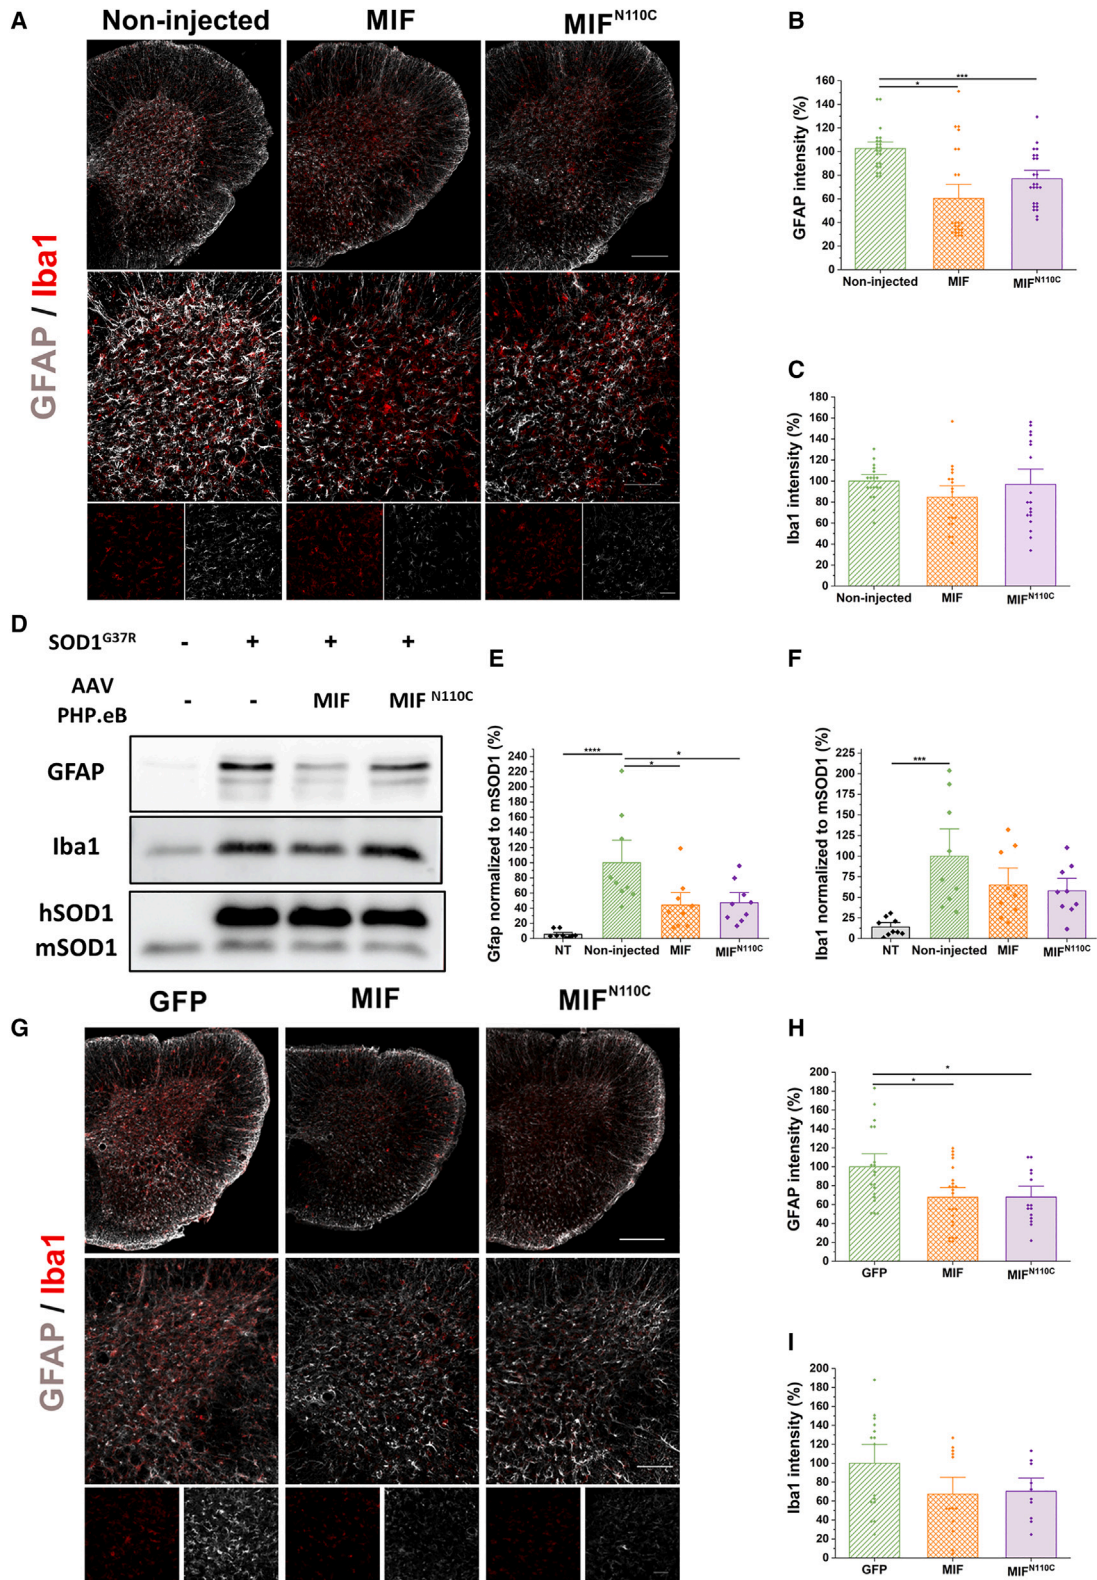 A
Non-injected MIF MIF^N110C
GFAP / Iba1
B
GFAP intensity (%)
160
140
120
100
80
60
40
20
0
* ***
Non-injected MIF MIF^N110C
C
Iba1 intensity (%)
180
160
140
120
100
80
60
40
20
0
Non-injected MIF MIF^N110C
D
SOD1^G37R - + + +
AAV
PHP.eB - - MIF MIF^N110C
GFAP
Iba1
hSOD1
mSOD1
E
Gfap normalized to mSOD1 (%)
240
220
200
180
160
140
120
100
80
60
40
20
0
**** * *
NT Non-injected MIF MIF^N110C
F
Iba1 normalized to mSOD1 (%)
225
200
175
150
125
100
75
50
25
0
***
NT Non-injected MIF MIF^N110C
G
GFP MIF MIF^N110C
GFAP / Iba1
H
GFAP intensity (%)
200
180
160
140
120
100
80
60
40
20
0
* *
GFP MIF MIF^N110C
I
Iba1 intensity (%)
200
180
160
140
120
100
80
60
40
20
0
GFP MIF MIF^N110C